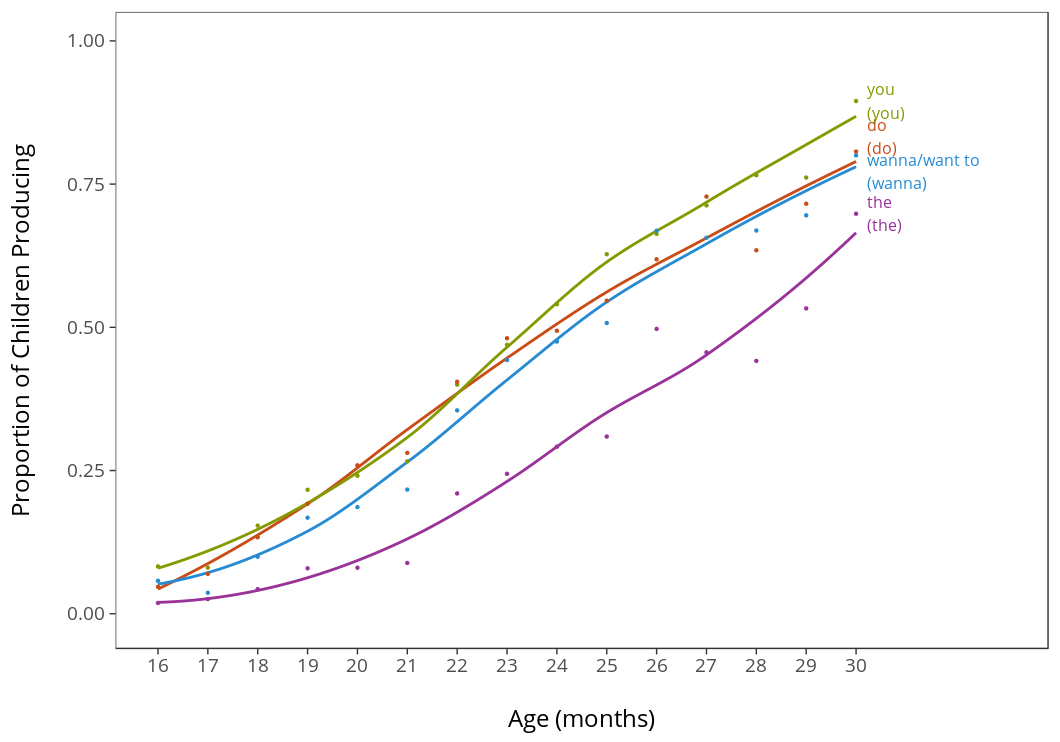 1.00
0.75
0.50
0.25
0.00
Proportion of Children Producing
you
(you)
do
(do)
wanna/want to
(wanna)
the
(the)
16 17 18 19 20 21 22 23 24 25 26 27 28 29 30
Age (months)